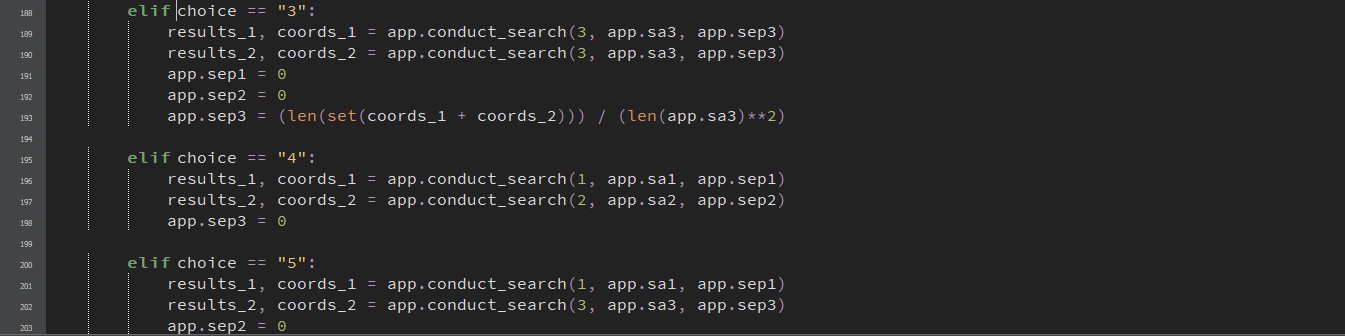 188 elif choice == "3":
189 results_1, coords_1 = app.conduct_search(3, app.sa3, app.sep3)
190 results_2, coords_2 = app.conduct_search(3, app.sa3, app.sep3)
191 app.sep1 = 0
192 app.sep2 = 0
193 app.sep3 = (len(set(coords_1 + coords_2))) / (len(app.sa3)**2)
194
195 elif choice == "4":
196 results_1, coords_1 = app.conduct_search(1, app.sa1, app.sep1)
197 results_2, coords_2 = app.conduct_search(2, app.sa2, app.sep2)
198 app.sep3 = 0
199
200 elif choice == "5":
201 results_1, coords_1 = app.conduct_search(1, app.sa1, app.sep1)
202 results_2, coords_2 = app.conduct_search(3, app.sa3, app.sep3)
203 app.sep2 = 0